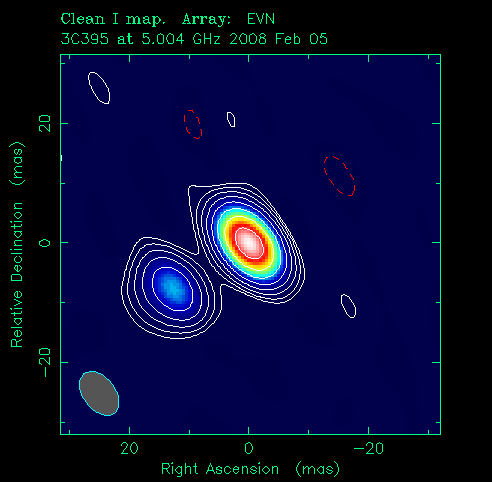 Clean I map.  Array:  EVN
3C395 at 5.004 GHz 2008 Feb 05
Relative Declination  (mas)
20
0
−20
20
0
−20
Right Ascension  (mas)